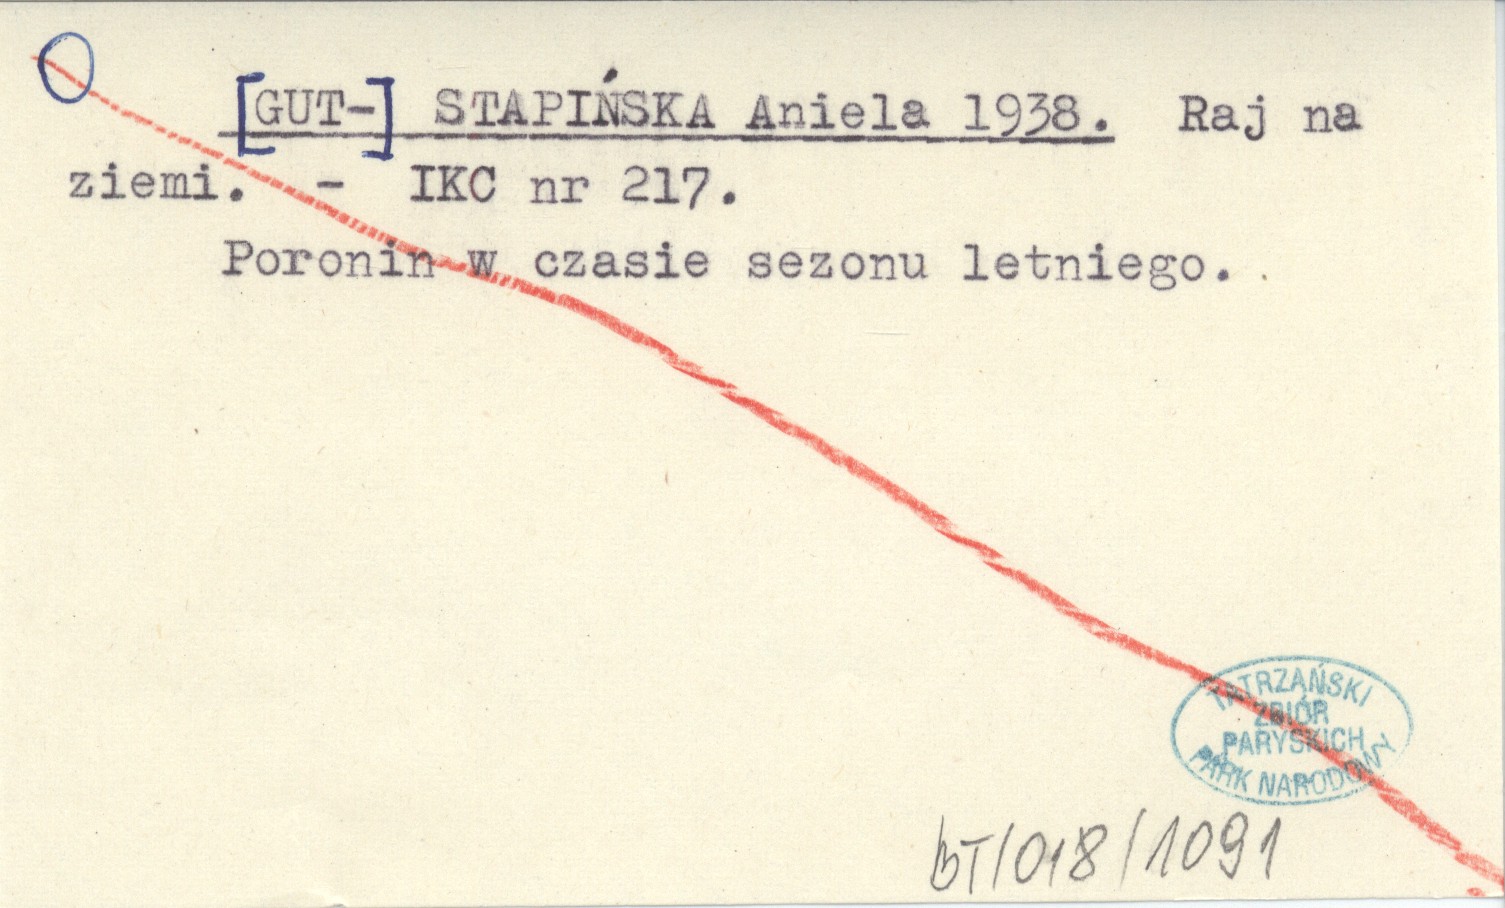 [GUT-] STAPIŃSKA Aniela 1938. Raj na
ziemi. - IKC nr 217.
Poronin w czasie sezonu letniego.
TATRZAŃSKI
ZBIÓR
PARYSKICH
PARK NARODOWY
BT/018/1091